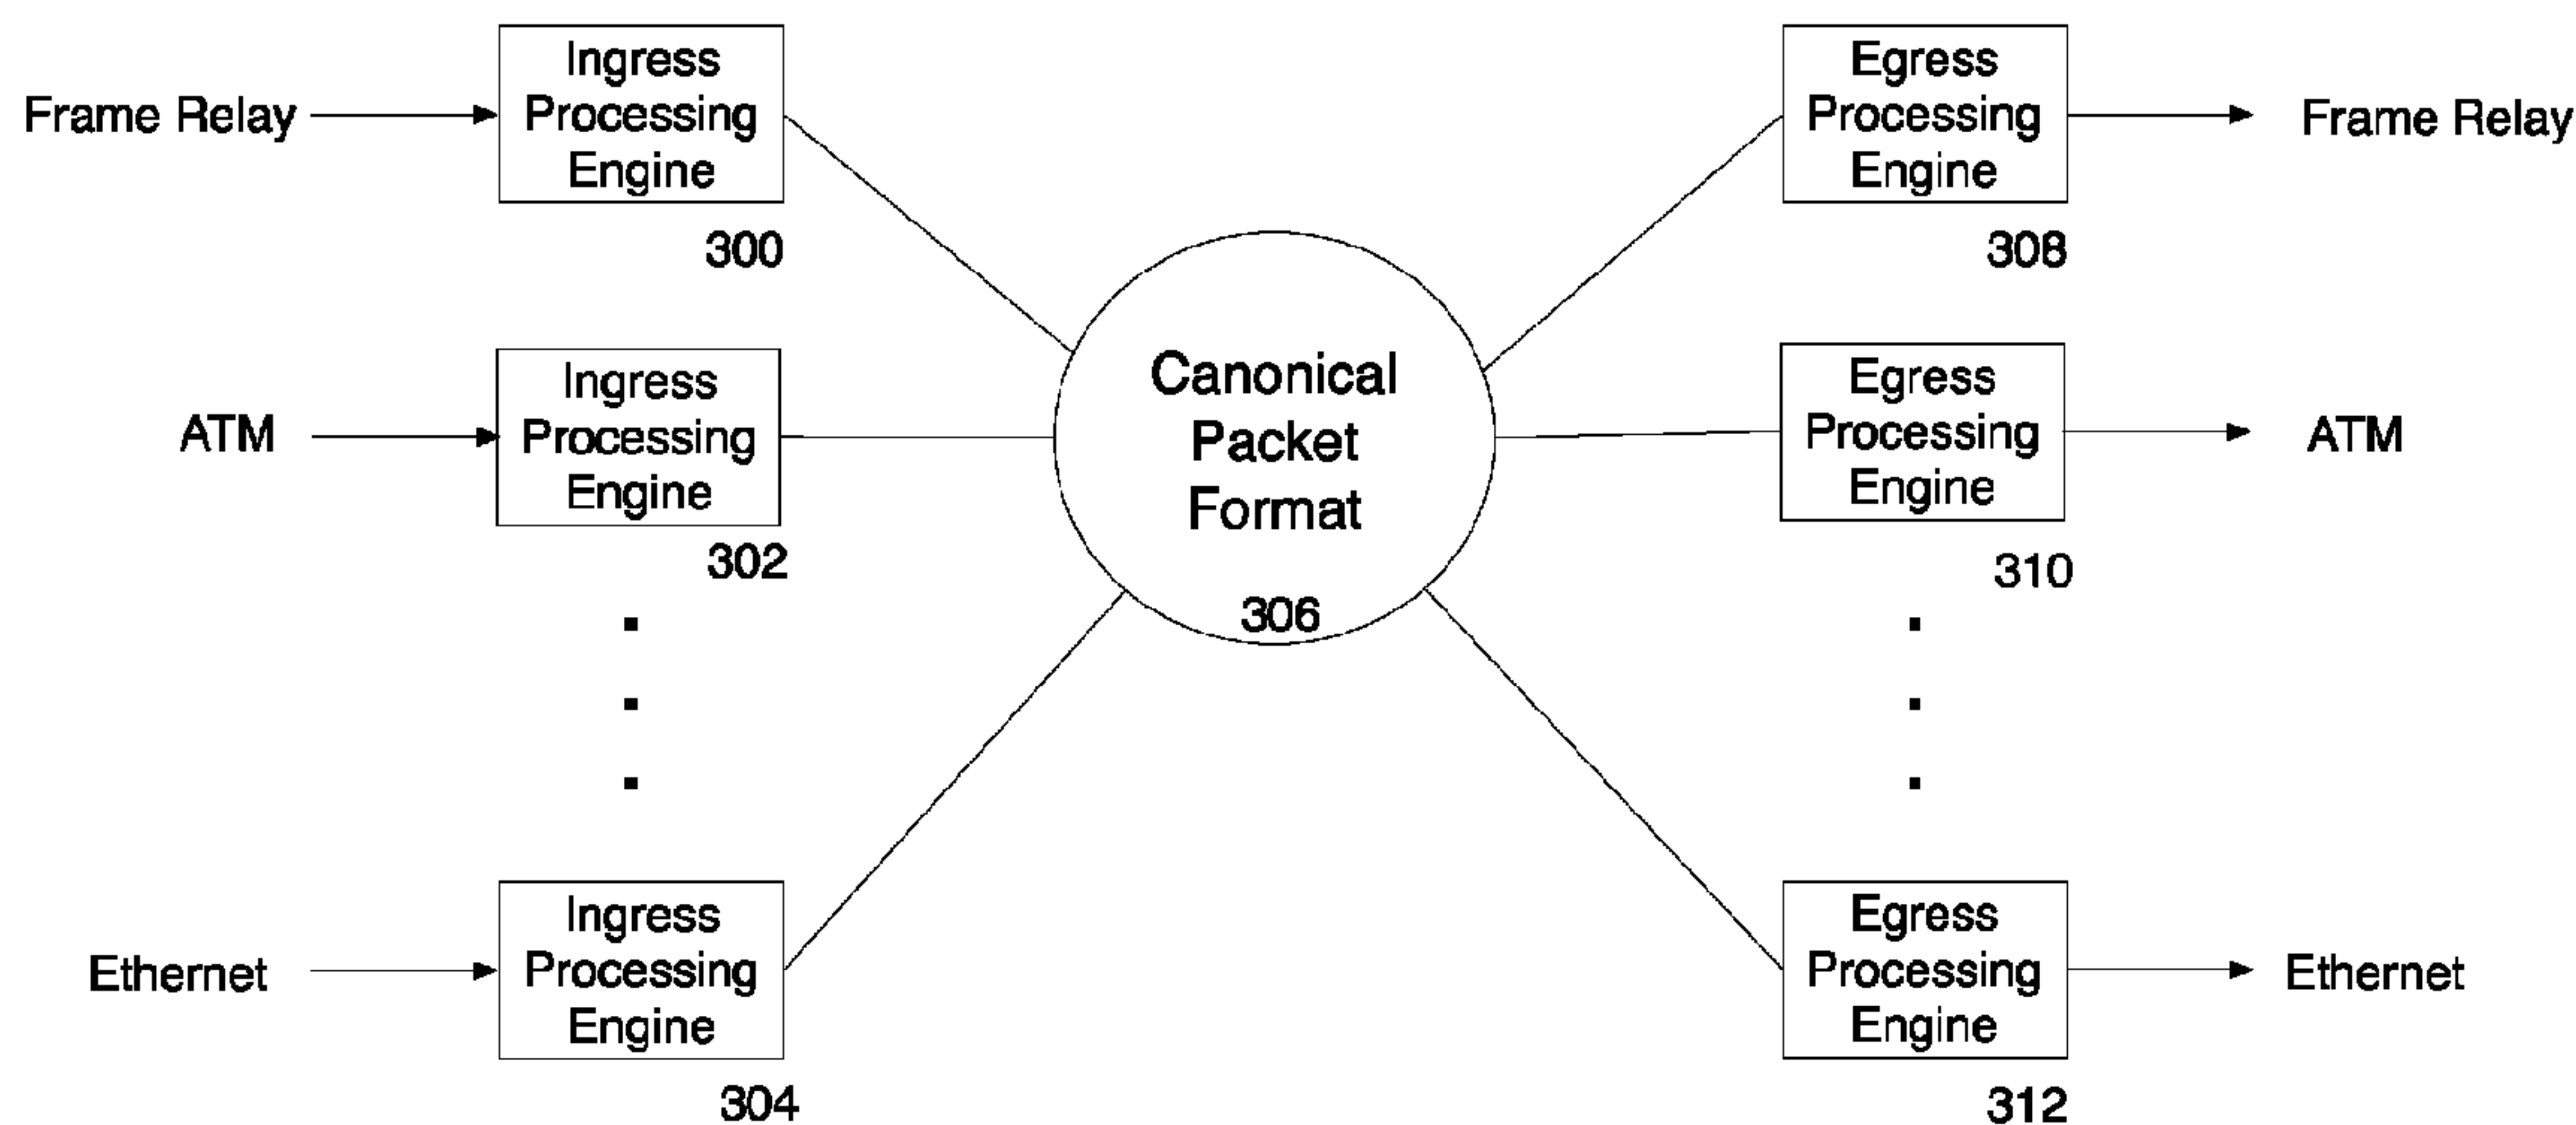 Frame Relay
Ingress
Processing
Engine
300
Egress
Processing
Engine
308
Frame Relay
ATM
Ingress
Processing
Engine
302
Canonical
Packet
Format
306
Egress
Processing
Engine
310
ATM
Ethernet
Ingress
Processing
Engine
304
Egress
Processing
Engine
312
Ethernet